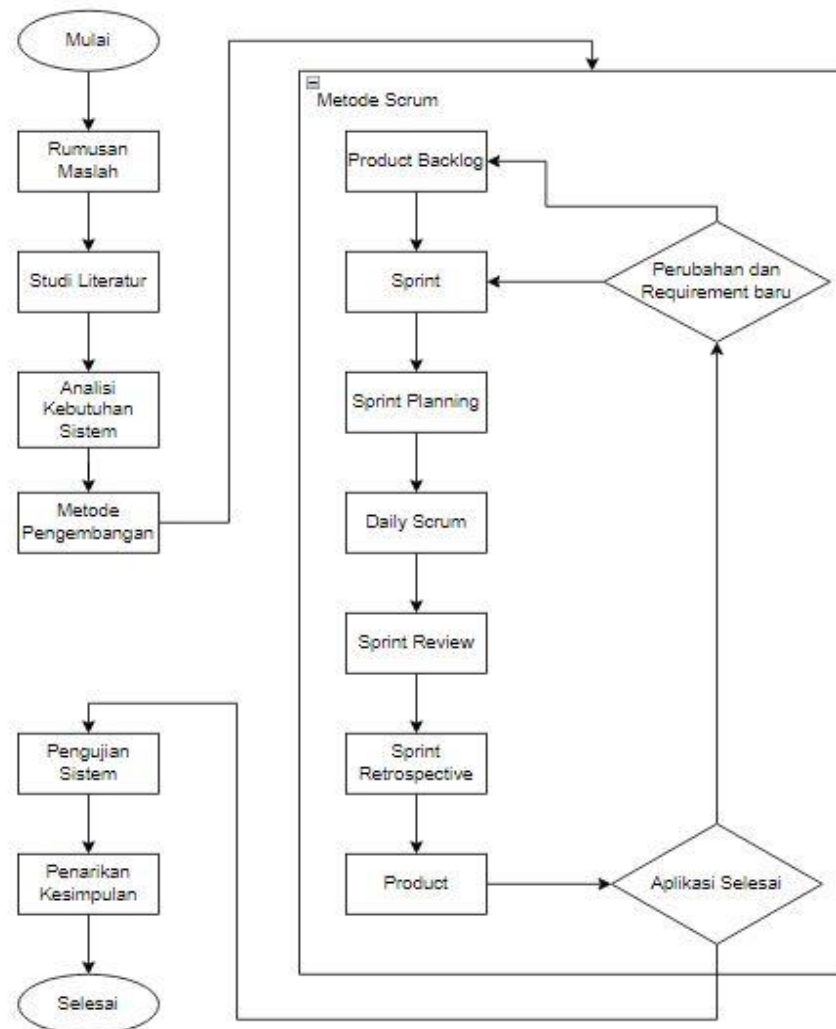 Mulai
Rumusan
Maslah
Studi Literatur
Analisi
Kebutuhan
Sistem
Metode
Pengembangan
Metode Scrum
Product Backlog
Sprint
Sprint Planning
Daily Scrum
Sprint Review
Sprint
Retrospective
Product
Aplikasi Selesai
Perubahan dan
Requirement baru
Pengujian
Sistem
Penarikan
Kesimpulan
Selesai